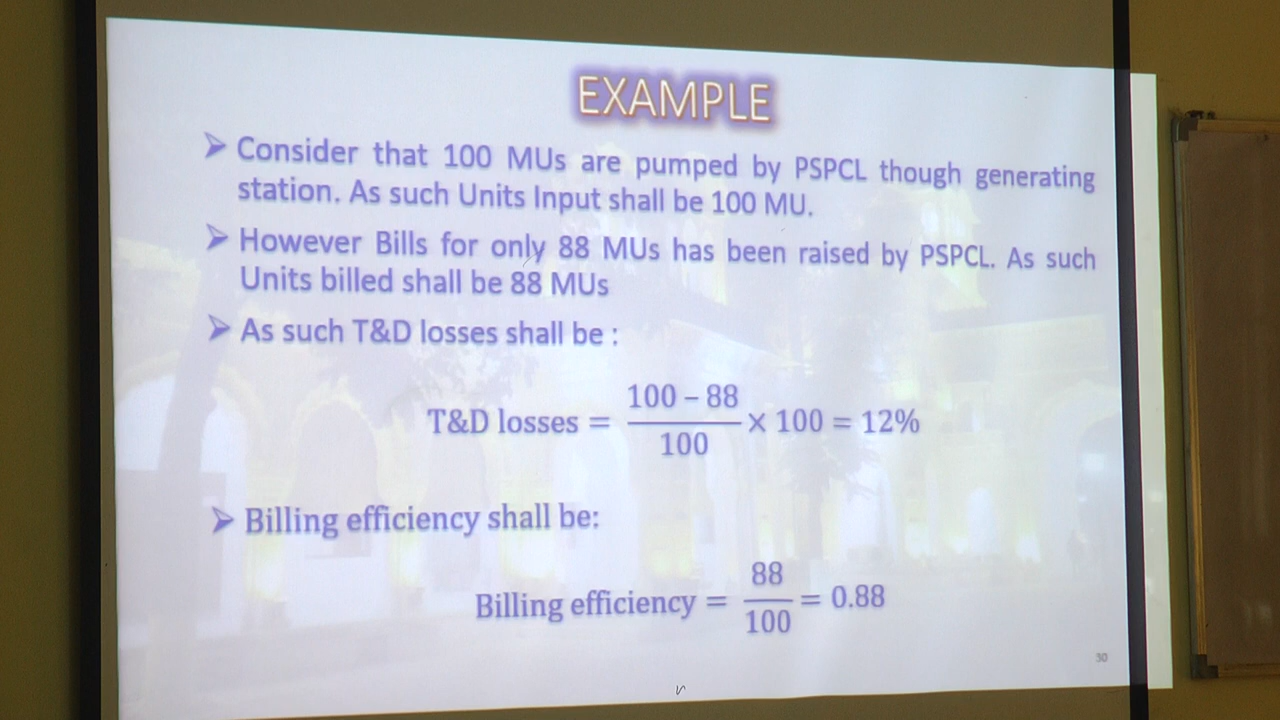 EXAMPLE
➢ Consider that 100 MUs are pumped by PSPCL though generating
station. As such Units Input shall be 100 MU.
➢ However Bills for only 88 MUs has been raised by PSPCL. As such
Units billed shall be 88 MUs
➢ As such T&D losses shall be :
T&D losses = (100 – 88)/100 × 100 = 12%
➢ Billing efficiency shall be:
Billing efficiency = 88/100 = 0.88
30